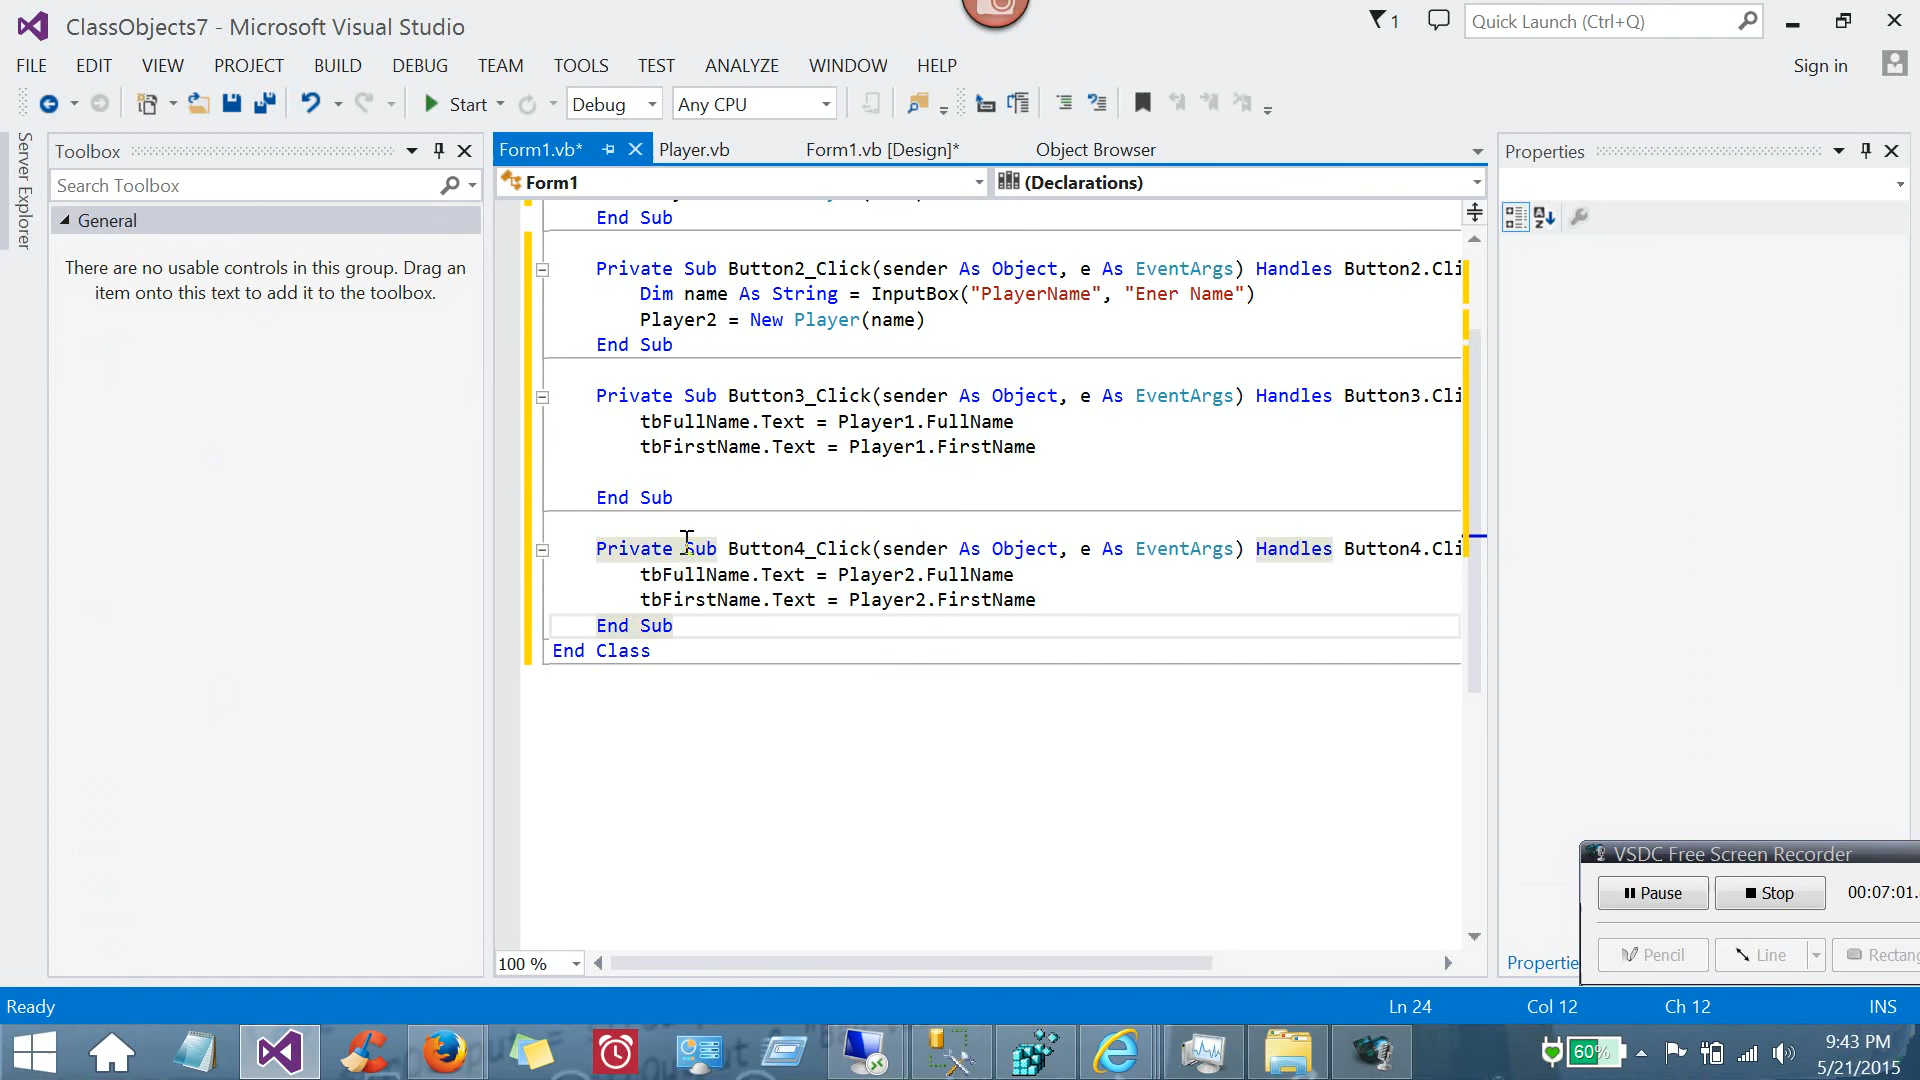 ClassObjects7 - Microsoft Visual Studio
1
Quick Launch (Ctrl+Q)
FILE EDIT VIEW PROJECT BUILD DEBUG TEAM TOOLS TEST ANALYZE WINDOW HELP
Sign in
Start Debug Any CPU
Server Explorer
Toolbox
Search Toolbox
General
There are no usable controls in this group. Drag an
item onto this text to add it to the toolbox.
Form1.vb* Player.vb Form1.vb [Design]* Object Browser
Form1 (Declarations)
End Sub
Private Sub Button2_Click(sender As Object, e As EventArgs) Handles Button2.Cli
Dim name As String = InputBox("PlayerName", "Ener Name")
Player2 = New Player(name)
End Sub
Private Sub Button3_Click(sender As Object, e As EventArgs) Handles Button3.Cli
tbFullName.Text = Player1.FullName
tbFirstName.Text = Player1.FirstName
End Sub
Private Sub Button4_Click(sender As Object, e As EventArgs) Handles Button4.Cli
tbFullName.Text = Player2.FullName
tbFirstName.Text = Player2.FirstName
End Sub
End Class
100 %
Properties
Propertie
VSDC Free Screen Recorder
Pause Stop 00:07:01.
Pencil Line Rectang
Ready Ln 24 Col 12 Ch 12 INS
60%
9:43 PM
5/21/2015